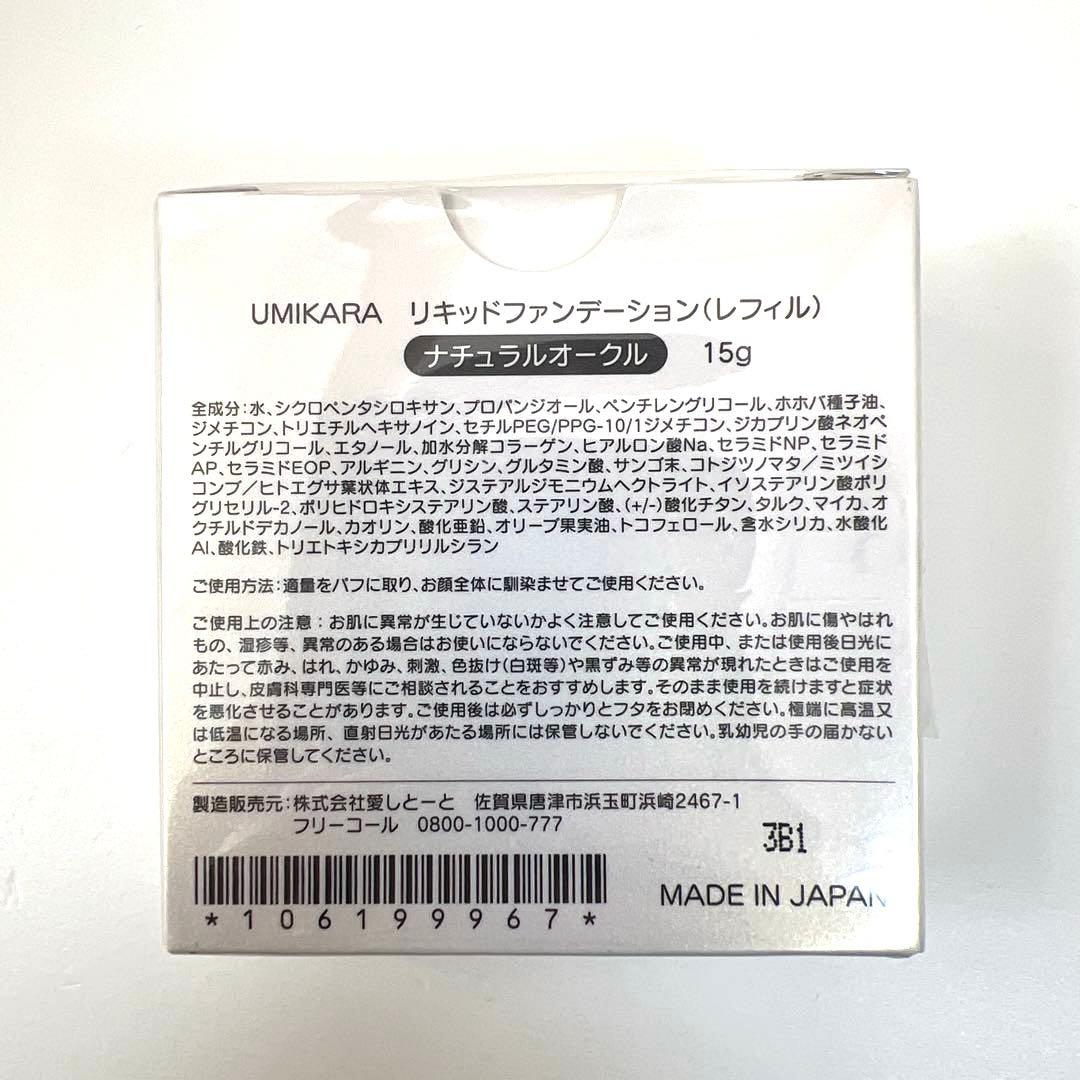 UMIKARA リキッドファンデーション(レフィル)
ナチュラルオークル 15g
全成分:水、シクロペンタシロキサン、プロパンジオール、ペンチレングリコール、ホホバ種子油、
ジメチコン、トリエチルヘキサノイン、セチルPEG/PPG-10/1ジメチコン、ジカプリン酸ネオペ
ンチルグリコール、エタノール、加水分解コラーゲン、ヒアルロン酸Na、セラミドNP、セラミド
AP、セラミドEOP、アルギニン、グリシン、グルタミン酸、サンゴ末、コトジツノマタ/ミツイシ
コンブ/ヒトエグサ葉状体エキス、ジステアルジモニウムヘクトライト、イソステアリン酸ポリ
グリセリル-2、ポリヒドロキシステアリン酸、ステアリン酸、(+/-)酸化チタン、タルク、マイカ、オ
クチルドデカノール、カオリン、酸化亜鉛、オリーブ果実油、トコフェロール、含水シリカ、水酸化
Al、酸化鉄、トリエトキシカプリリルシラン
ご使用方法:適量をパフに取り、お顔全体に馴染ませてご使用ください。
ご使用上の注意:お肌に異常が生じていないかよく注意してご使用ください。お肌に傷やはれ
もの、湿疹等、異常のある場合はお使いにならないでください。ご使用中、または使用後日光に
あたって赤み、はれ、かゆみ、刺激、色抜け(白斑等)や黒ずみ等の異常が現れたときはご使用を
中止し、皮膚科専門医等にご相談されることをおすすめします。そのまま使用を続けますと症状
を悪化させることがあります。ご使用後は必ずしっかりとフタをお閉めください。極端に高温又
は低温になる場所、直射日光があたる場所には保管しないでください。乳幼児の手の届かない
ところに保管してください。
製造販売元:株式会社愛しとーと 佐賀県唐津市浜玉町浜崎2467-1
フリーコール 0800-1000-777
3B1
MADE IN JAPAN
*106199967*